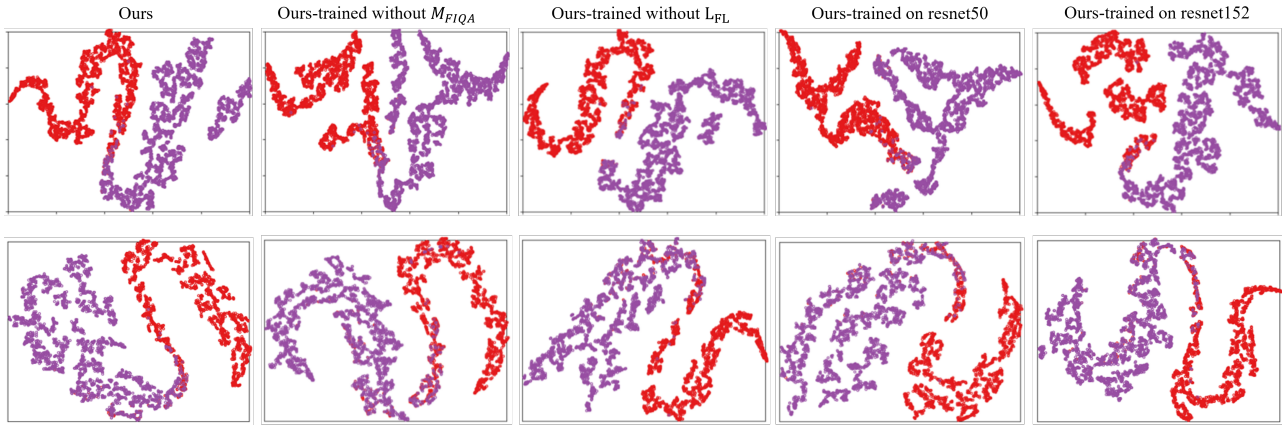 Ours
Ours-trained without M_FIQA
Ours-trained without L_FL
Ours-trained on resnet50
Ours-trained on resnet152